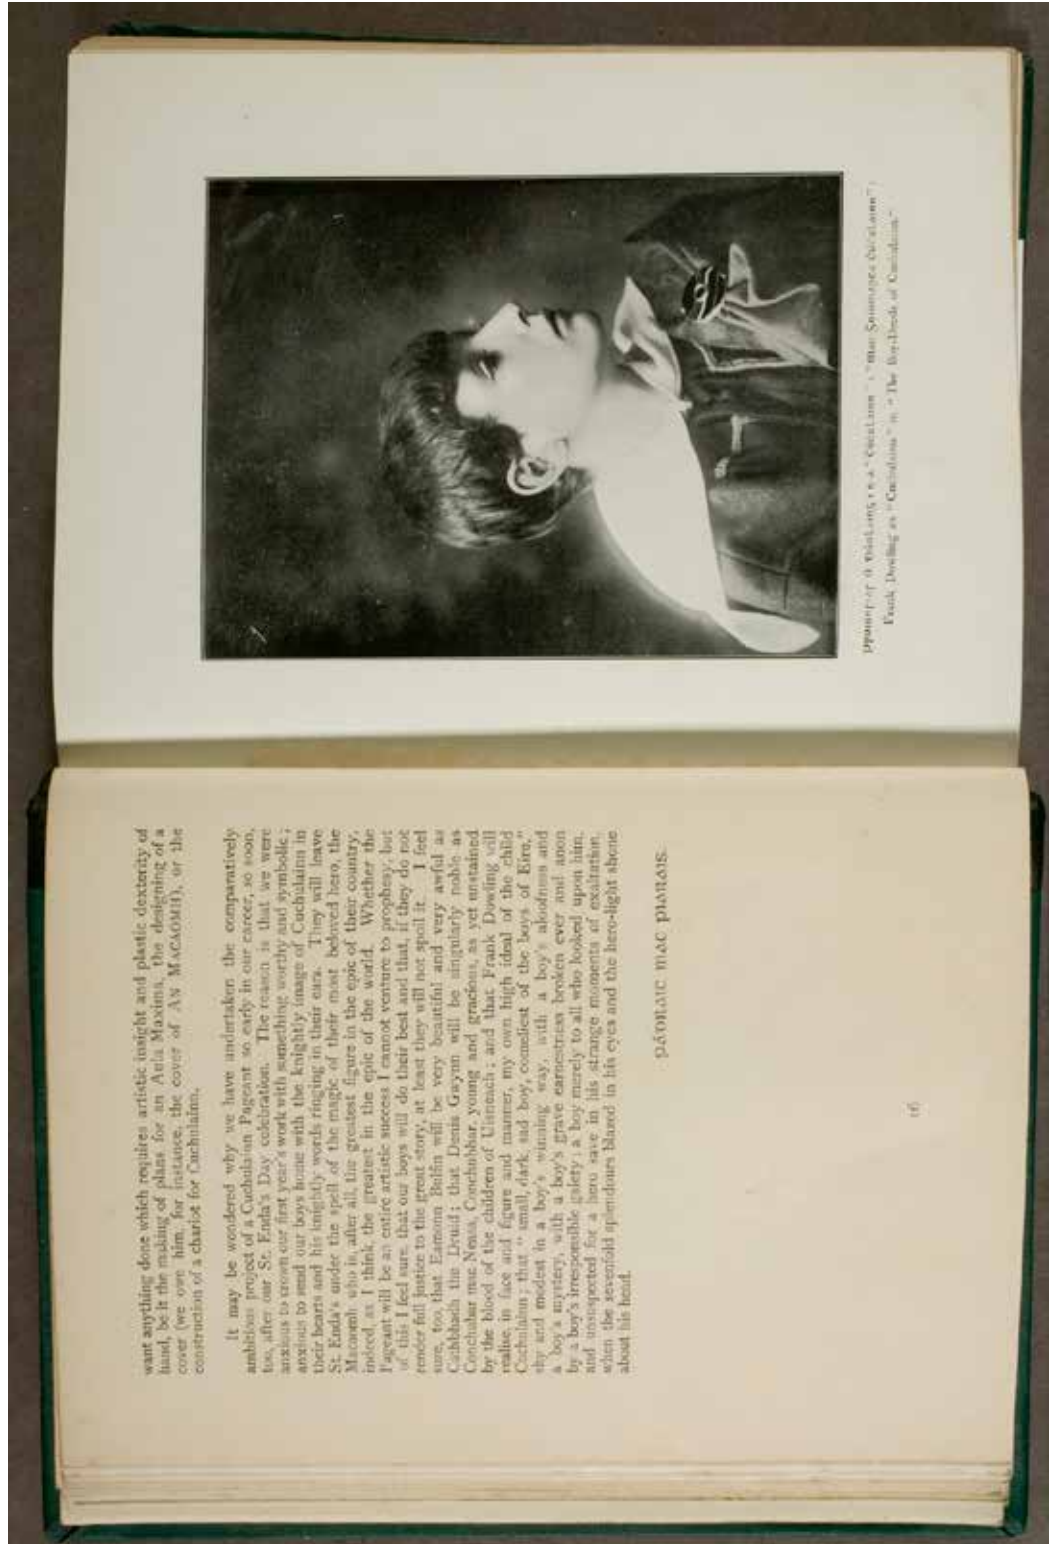 want anything done which requires artistic insight and plastic dexterity of
hand, be it the making of plans for an Aula Maxima, the designing of a
cover (we owe him, for instance, the cover of AN MACAOMH), or the
construction of a chariot for Cuchulainn.
It may be wondered why we have undertaken the comparatively
ambitious project of a Cuchulainn Pageant so early in our career, so soon,
too, after our St. Enda's Day celebration. The reason is that we were
anxious to crown our first year's work with something worthy and symbolic;
anxious to send our boys home with the knightly image of Cuchulainn in
their hearts and his knightly words ringing in their ears. They will leave
St. Enda's under the spell of the magic of their most beloved hero, the
Macaomh who is, after all, the greatest figure in the epic of their country,
indeed, as I think, the greatest in the epic of the world. Whether the
Pageant will be an entire artistic success I cannot venture to prophesy, but
of this I feel sure, that our boys will do their best and that, if they do not
render full justice to the great story, at least they will not spoil it. I feel
sure, too, that Eamonn Bulfin will be very beautiful and very awful as
Cathbhadh the Druid; that Denis Gwynn will be singularly noble as
Conchubar mac Nessa, Conchubhar, young and gracious, as yet unstained
by the blood of the children of Uisneach; and that Frank Dowling will
realise, in face and figure and manner, my own high ideal of the child
Cuchulainn; that "small, dark, sad boy, comeliest of the boys of Eire,"
shy and modest in a boy's winning way, with a boy's aloofness and
a boy's mystery, with a boy's grave earnestness broken ever and anon
by a boy's irresponsible gaiety; a boy merely to all who looked upon him,
and unsuspected for a hero save in his strange moments of exaltation,
when the sevenfold splendours blazed in his eyes and the hero-light shone
about his head.
pádraic mac piarais.
Frank Dowling as "Cuchulainn" in "The Boy-Deeds of Cuchulainn."